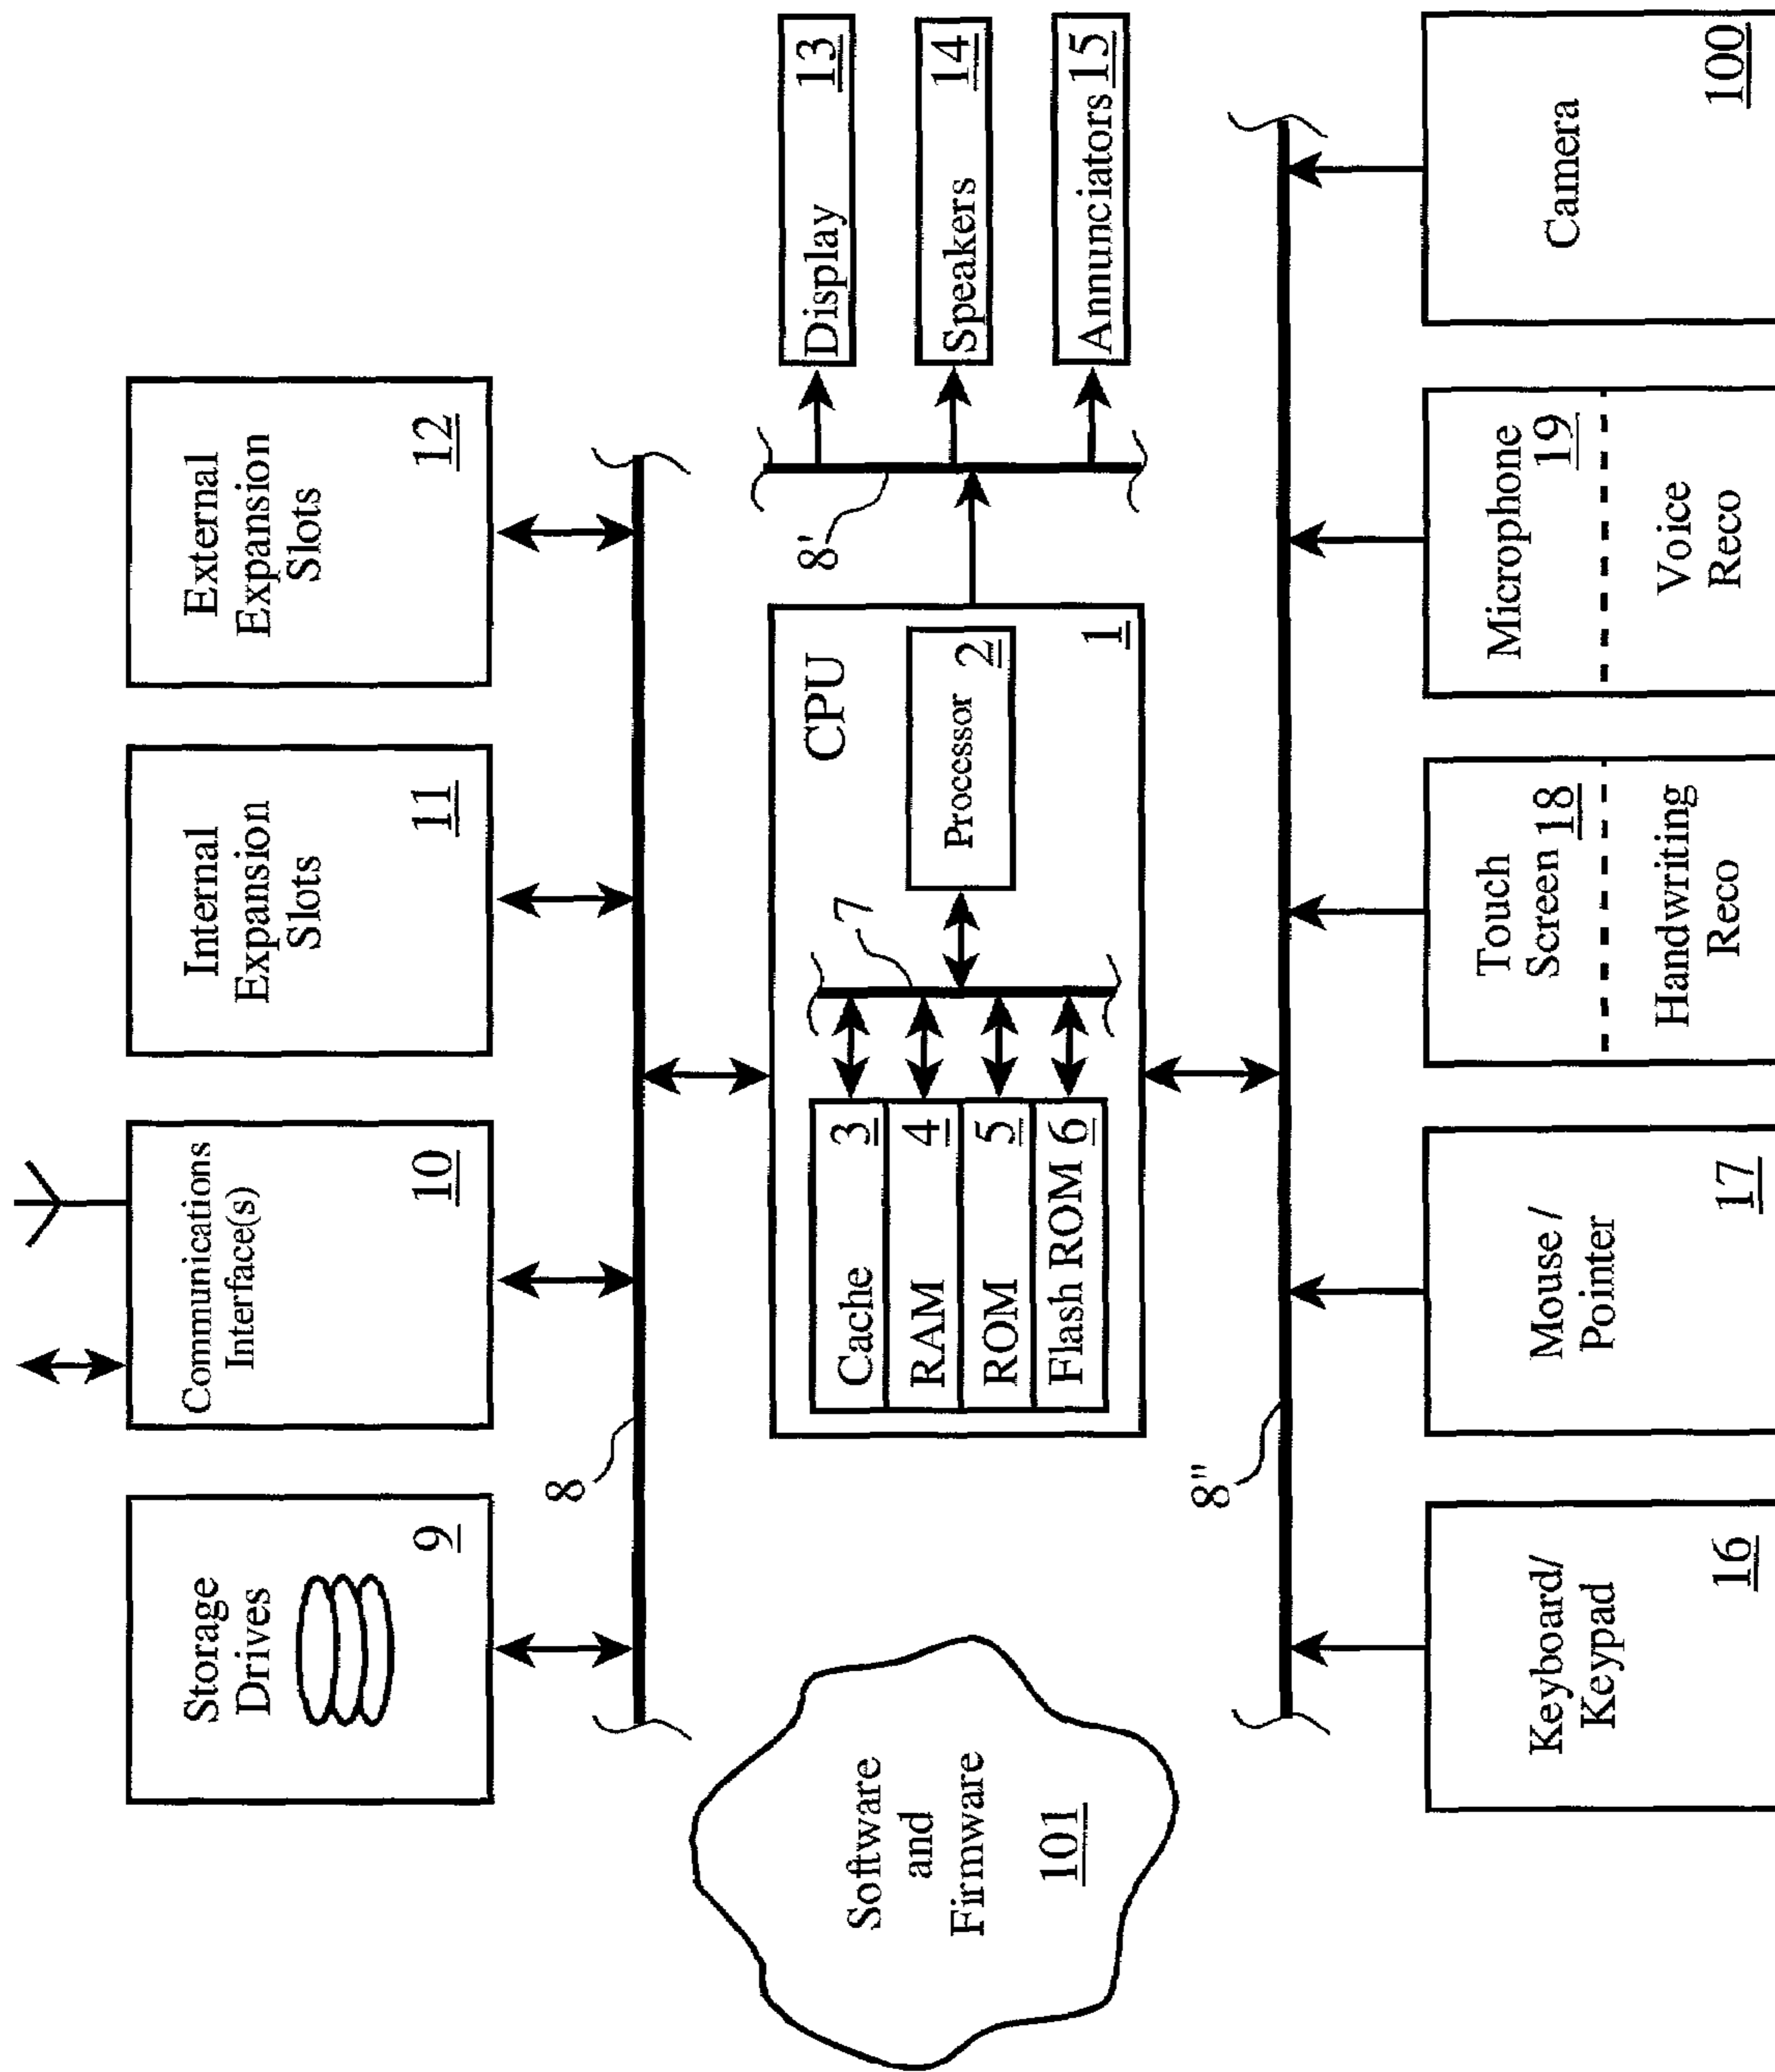 Storage
Drives
9
Communications
Interface(s)
10
Internal
Expansion
Slots
11
External
Expansion
Slots
12
8
Software
and
Firmware
101
CPU
Cache 3
RAM 4
ROM 5
Flash ROM 6
7
Processor 2
1
8'
Display 13
Speakers 14
Annunciators 15
8"
Keyboard/
Keypad
16
Mouse /
Pointer
17
Touch
Screen 18
Handwriting
Reco
Microphone
19
Voice
Reco
Camera
100